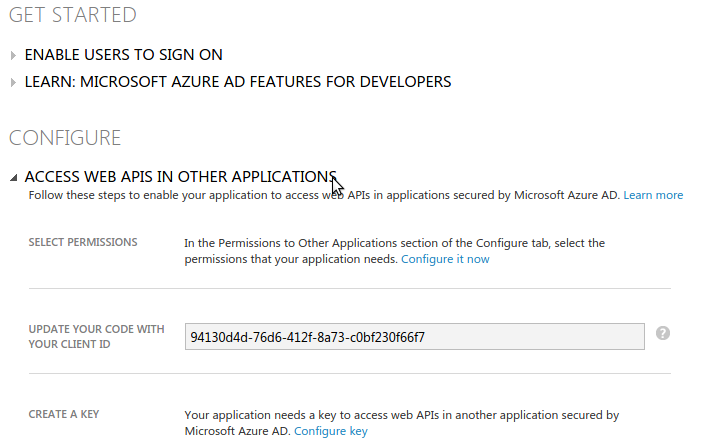 GET STARTED
ENABLE USERS TO SIGN ON
LEARN: MICROSOFT AZURE AD FEATURES FOR DEVELOPERS
CONFIGURE
ACCESS WEB APIS IN OTHER APPLICATIONS
Follow these steps to enable your application to access web APIs in applications secured by Microsoft Azure AD. Learn more
SELECT PERMISSIONS
In the Permissions to Other Applications section of the Configure tab, select the
permissions that your application needs. Configure it now
UPDATE YOUR CODE WITH
YOUR CLIENT ID
94130d4d-76d6-412f-8a73-c0bf230f66f7
?
CREATE A KEY
Your application needs a key to access web APIs in another application secured by
Microsoft Azure AD. Configure key